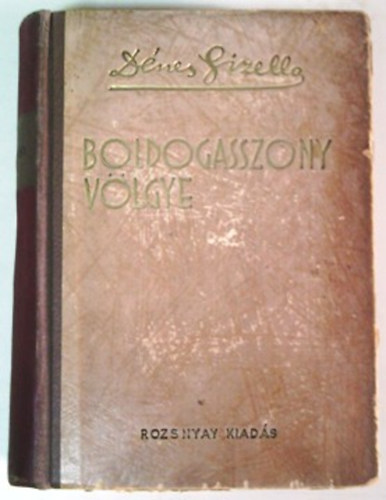 Dénes Gizella
BOLDOGASSZONY
VÖLGYE
ROZSNYAY KIADÁS